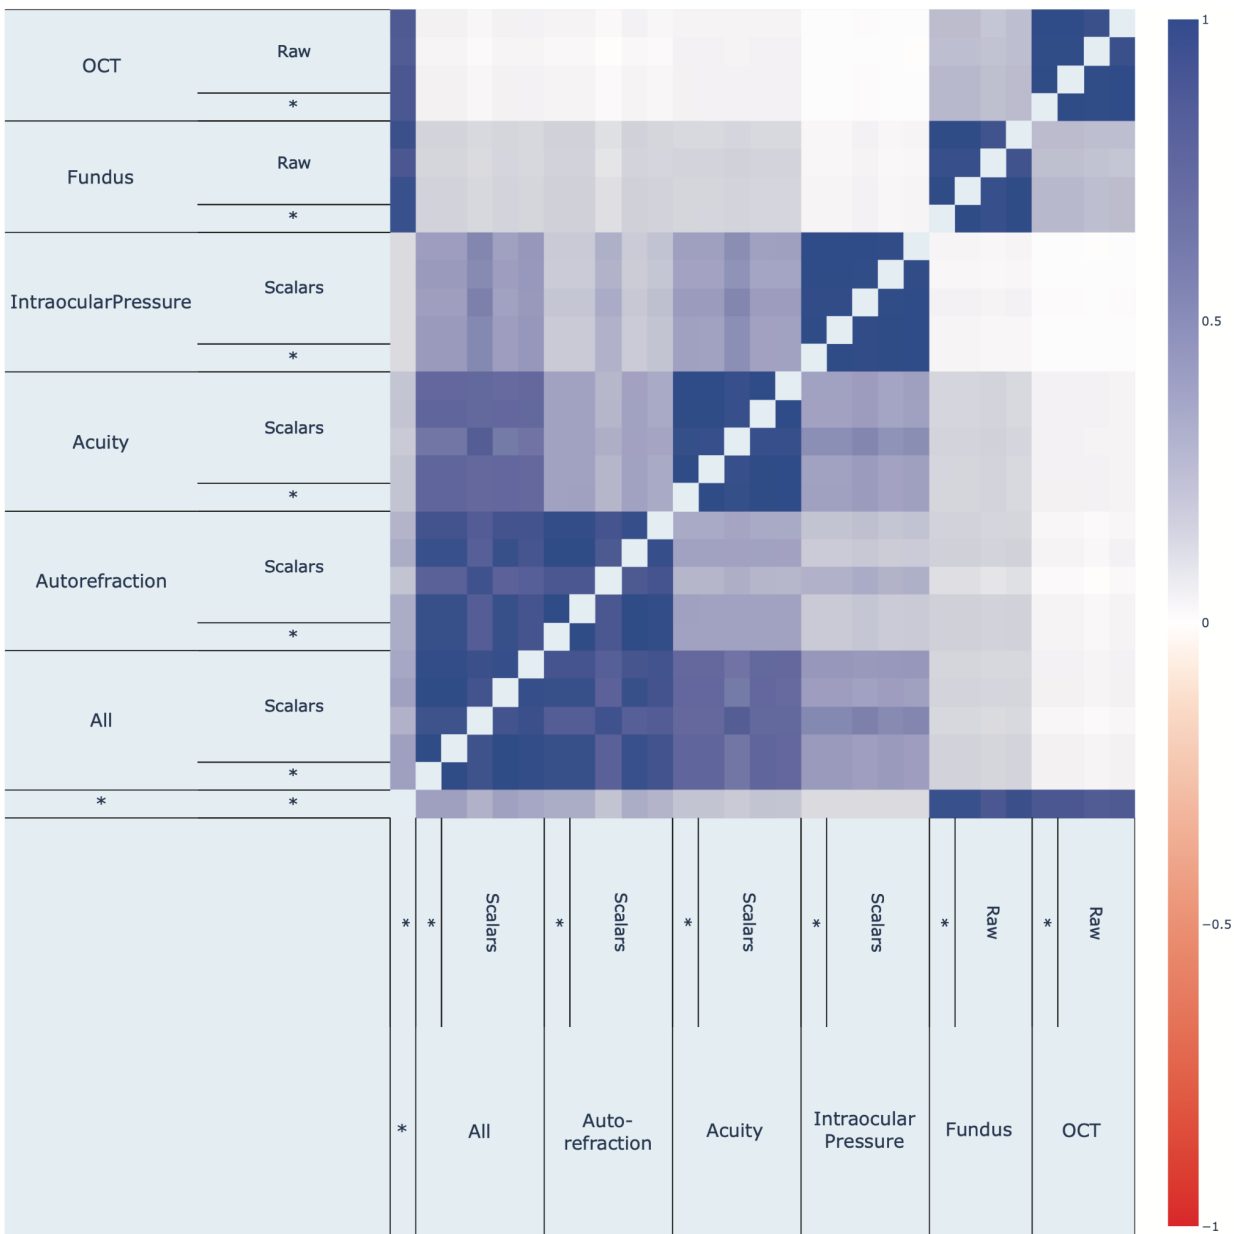 OCT
Raw
*
Fundus
Raw
*
IntraocularPressure
Scalars
*
Acuity
Scalars
*
Autorefraction
Scalars
*
All
Scalars
*
*
*
1
0.5
0
−0.5
−1
*
*
Scalars
*
Scalars
*
Scalars
*
Scalars
*
Raw
*
Raw
*
All
Auto-
refraction
Acuity
Intraocular
Pressure
Fundus
OCT